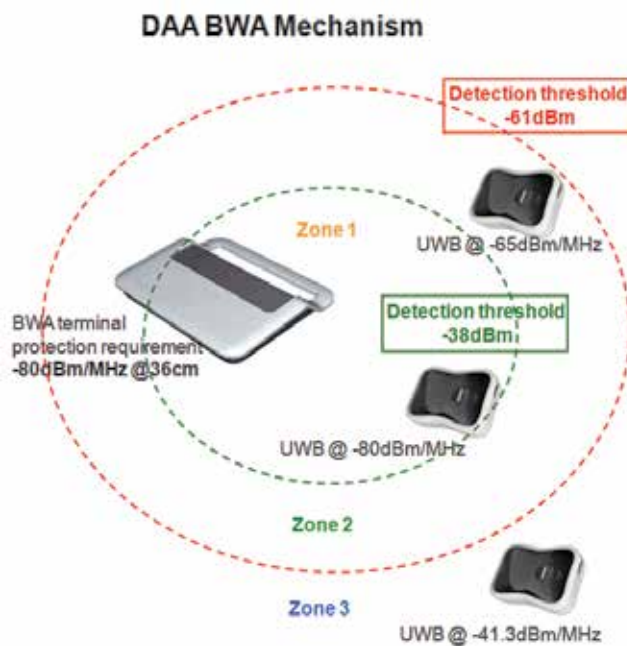 DAA BWA Mechanism
Detection threshold
-61dBm
Zone 1
UWB @ -65dBm/MHz
Detection threshold
-38dBm
BWA terminal
protection requirement
-80dBm/MHz @36cm
UWB @ -80dBm/MHz
Zone 2
Zone 3
UWB @ -41.3dBm/MHz